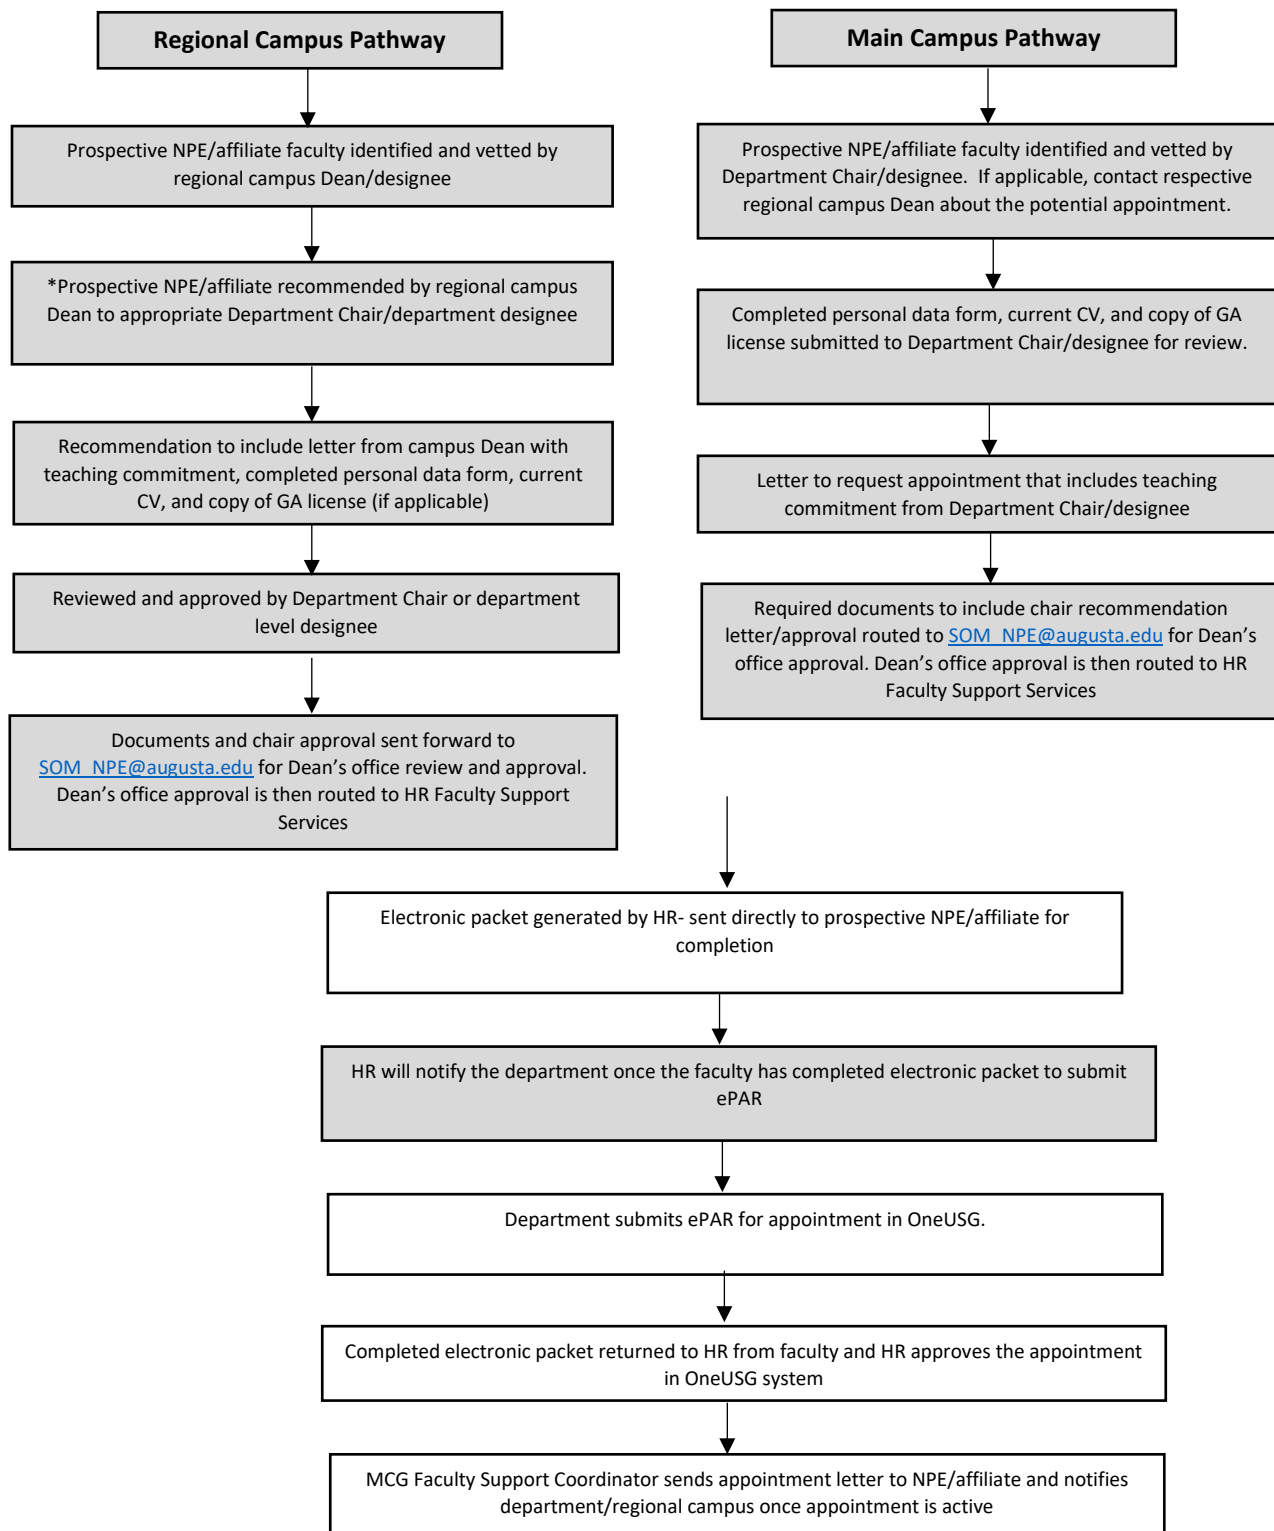 Regional Campus Pathway
Prospective NPE/affiliate faculty identified and vetted by
regional campus Dean/designee
*Prospective NPE/affiliate recommended by regional campus
Dean to appropriate Department Chair/department designee
Recommendation to include letter from campus Dean with
teaching commitment, completed personal data form, current
CV, and copy of GA license (if applicable)
Reviewed and approved by Department Chair or department
level designee
Documents and chair approval sent forward to
SOM_NPE@augusta.edu for Dean’s office review and approval.
Dean’s office approval is then routed to HR Faculty Support
Services
Main Campus Pathway
Prospective NPE/affiliate faculty identified and vetted by
Department Chair/designee.  If applicable, contact respective
regional campus Dean about the potential appointment.
Completed personal data form, current CV, and copy of GA
license submitted to Department Chair/designee for review.
Letter to request appointment that includes teaching
commitment from Department Chair/designee
Required documents to include chair recommendation
letter/approval routed to SOM_NPE@augusta.edu for Dean’s
office approval. Dean’s office approval is then routed to HR
Faculty Support Services
Electronic packet generated by HR- sent directly to prospective NPE/affiliate for
completion
HR will notify the department once the faculty has completed electronic packet to submit
ePAR
Department submits ePAR for appointment in OneUSG.
Completed electronic packet returned to HR from faculty and HR approves the appointment
in OneUSG system
MCG Faculty Support Coordinator sends appointment letter to NPE/affiliate and notifies
department/regional campus once appointment is active